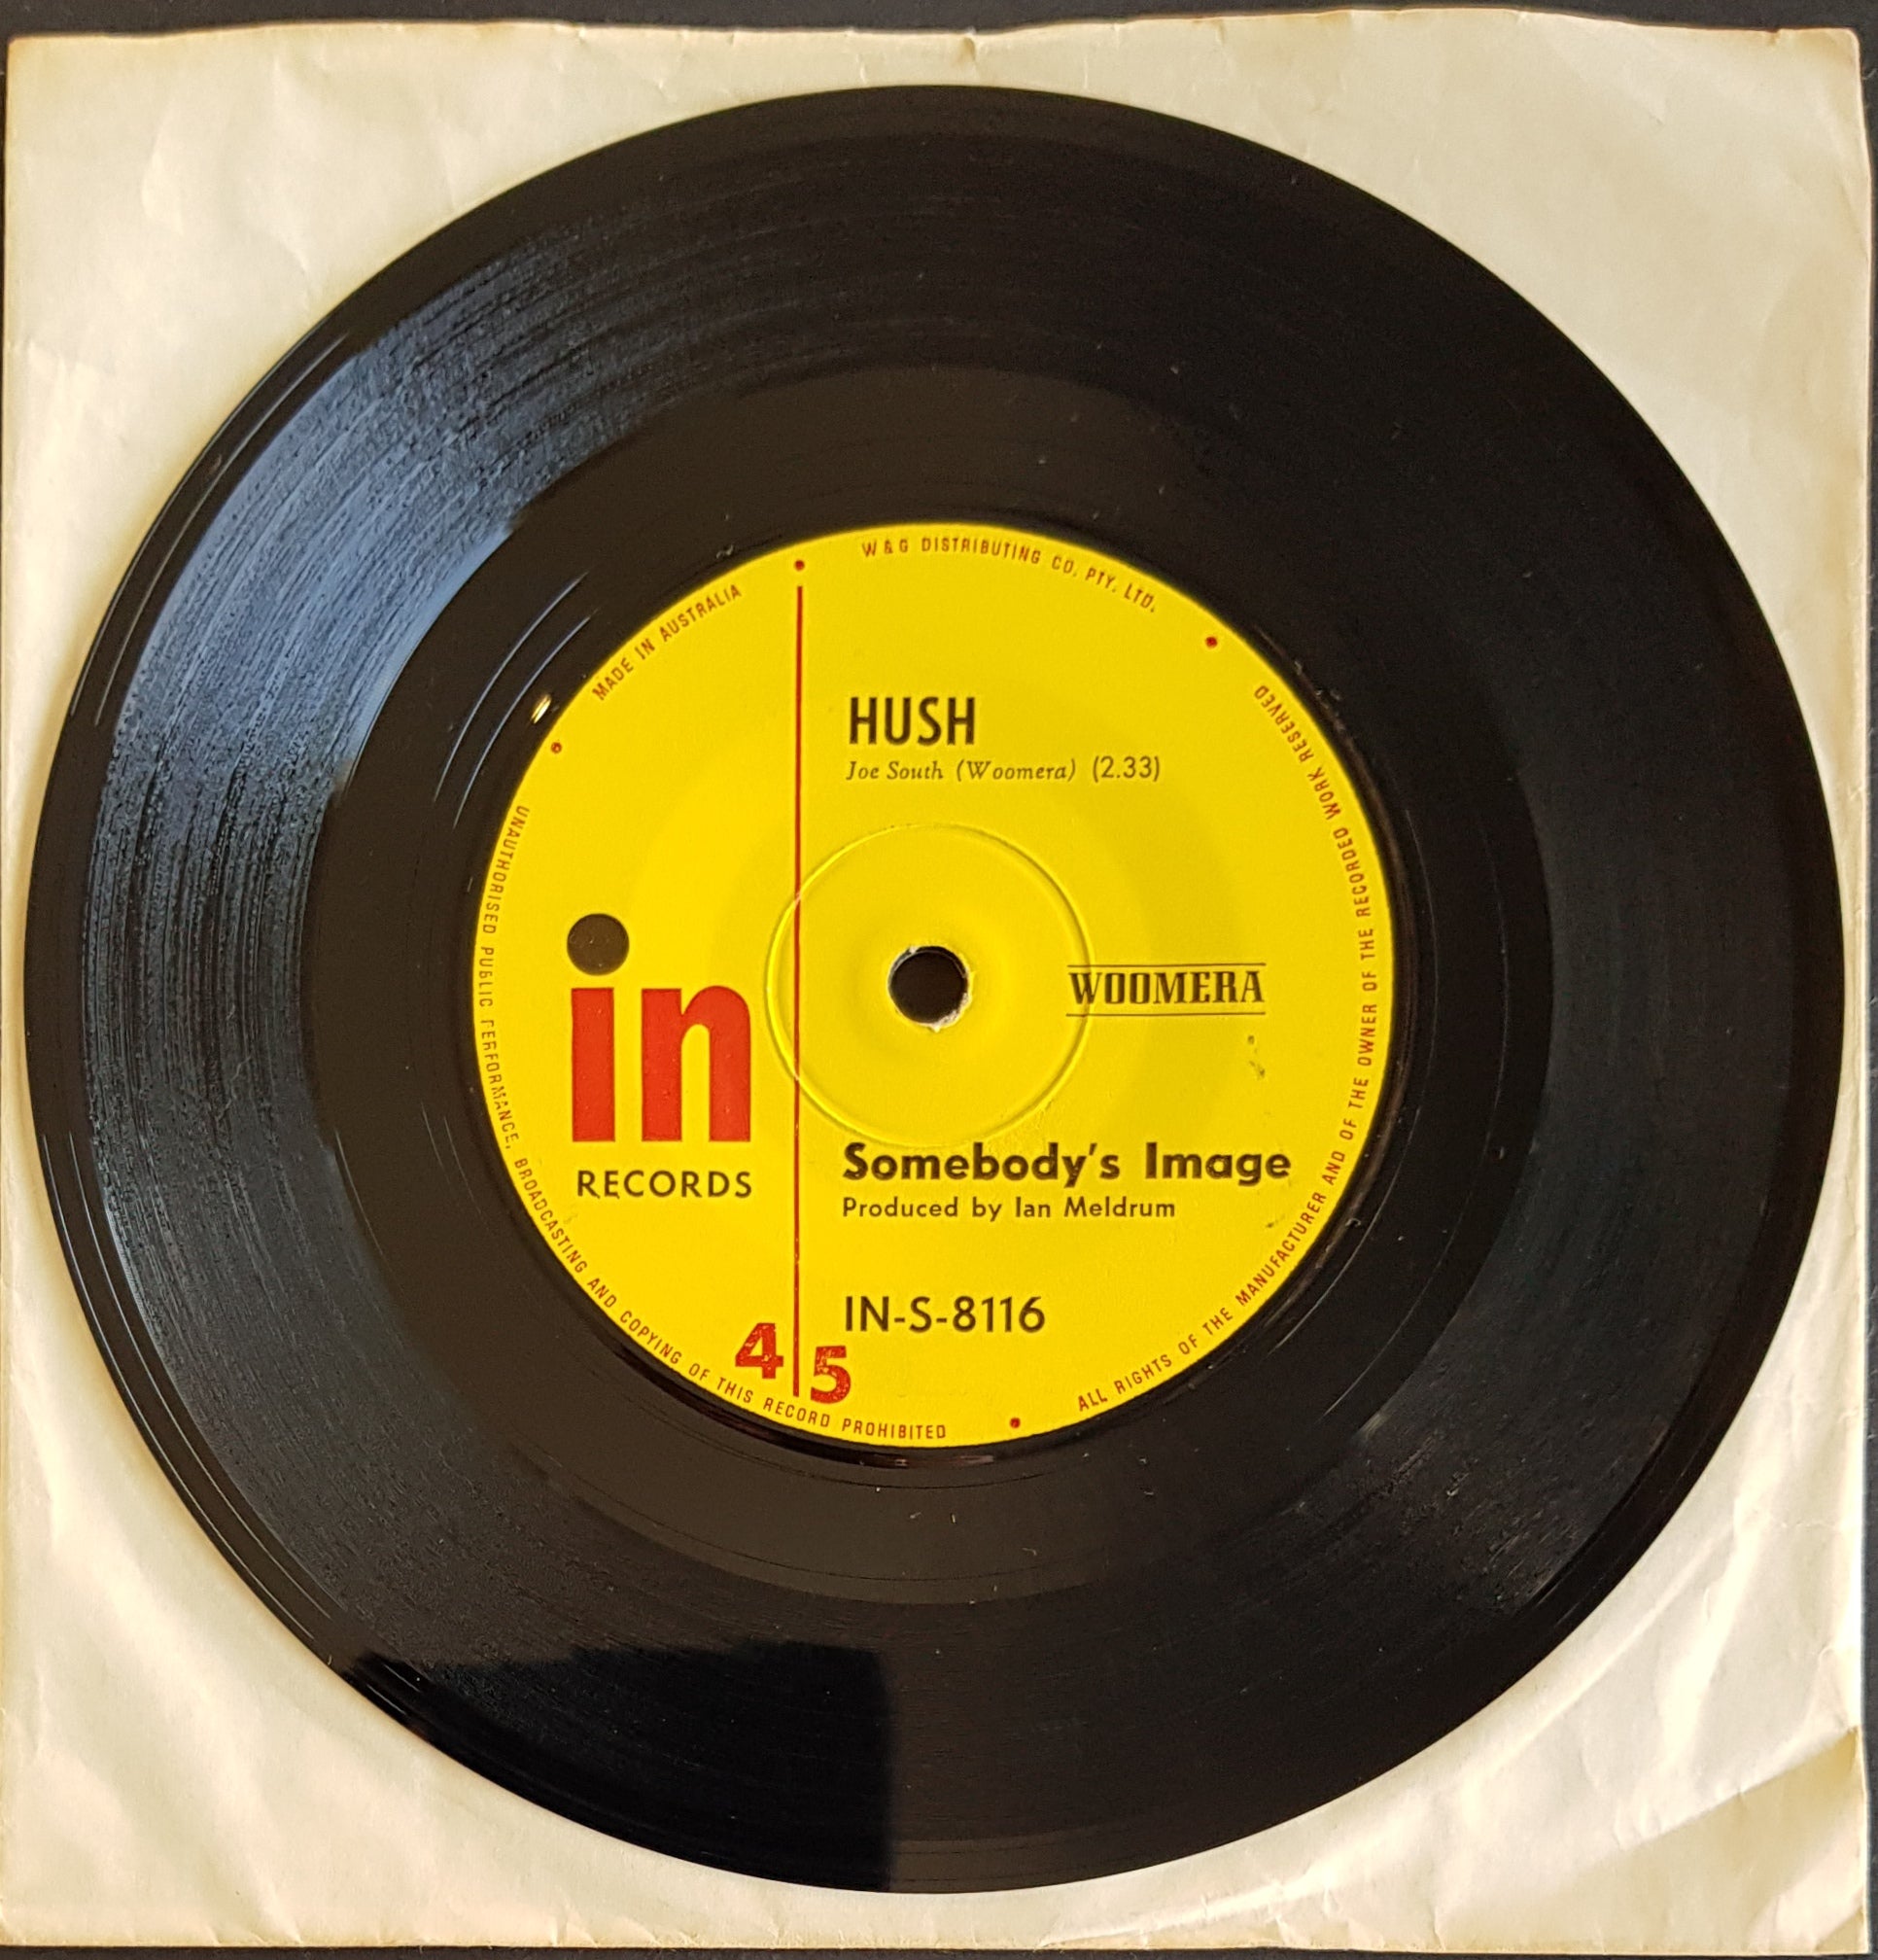 W & G DISTRIBUTING CO. PTY. LTD.
MADE IN AUSTRALIA
HUSH
Joe South (Woomera) (2.33)
in
RECORDS
WOOMERA
Somebody's Image
Produced by Ian Meldrum
IN-S-8116
45
ALL RIGHTS OF THE MANUFACTURER AND OF THE OWNER OF THE RECORDED WORK RESERVED
UNAUTHORISED PUBLIC PERFORMANCE, BROADCASTING AND COPYING OF THIS RECORD PROHIBITED